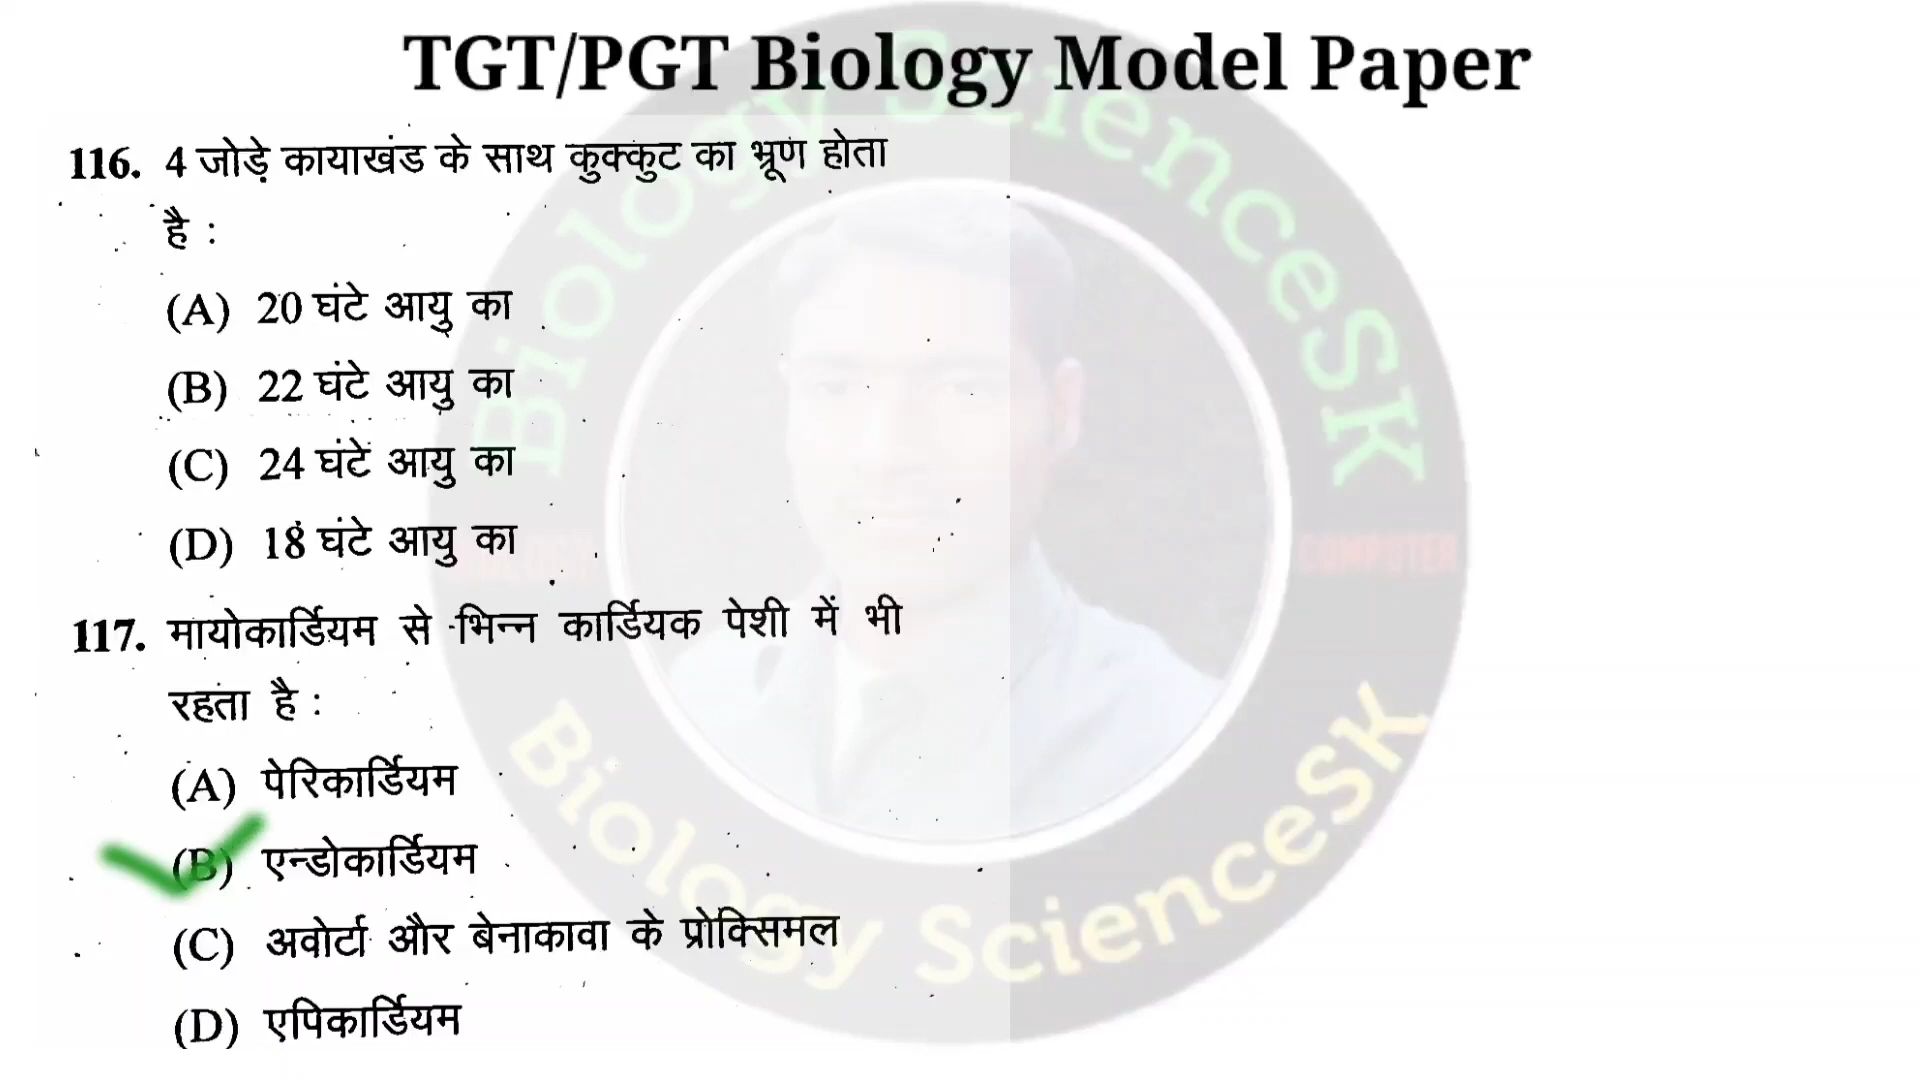 TGT/PGT Biology Model Paper
116. 4 जोड़े कायाखंड के साथ कुक्कुट का भ्रूण होता
है :
(A) 20 घंटे आयु का
(B) 22 घंटे आयु का
(C) 24 घंटे आयु का
(D) 18 घंटे आयु का
117. मायोकार्डियम से भिन्न कार्डियक पेशी में भी
रहता है :
(A) पेरिकार्डियम
(B) एन्डोकार्डियम
(C) अवोर्टा और बेनाकावा के प्रोक्सिमल
(D) एपिकार्डियम
Biology ScienceSK
COMPUTER
Biology ScienceSK